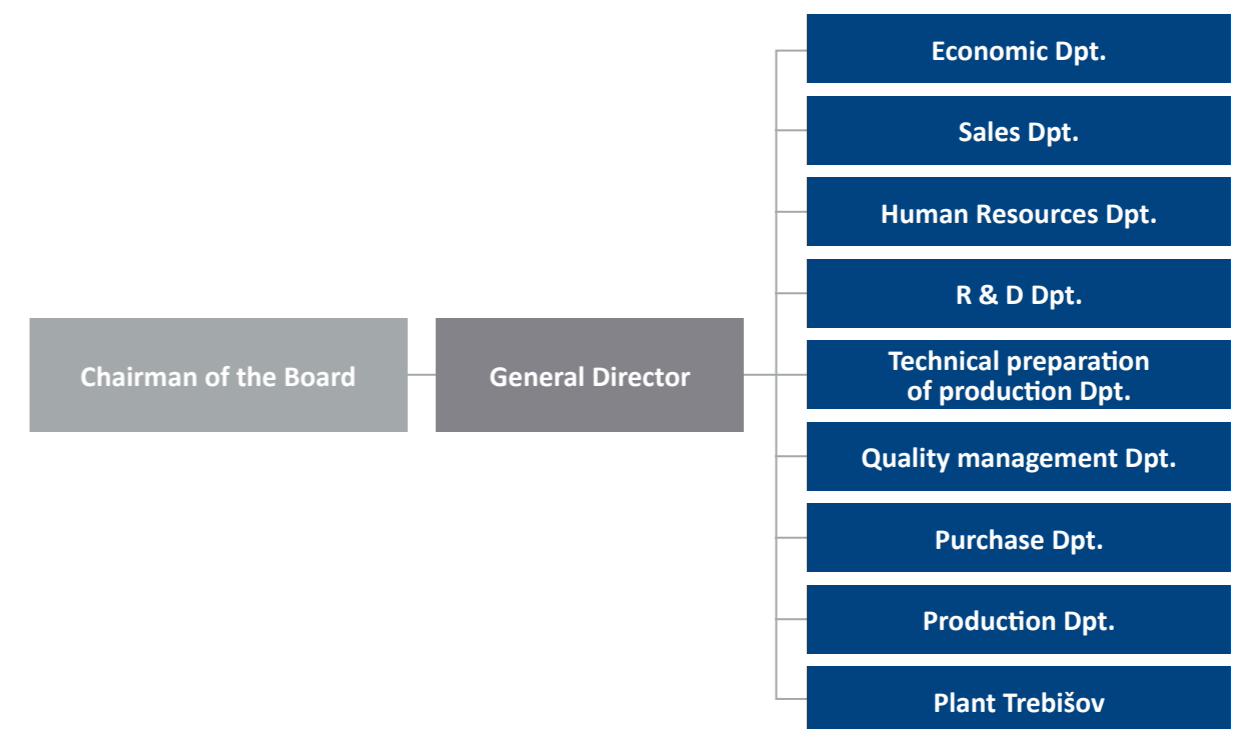 Economic Dpt.
Sales Dpt.
Human Resources Dpt.
R & D Dpt.
Chairman of the Board
General Director
Technical preparation
of production Dpt.
Quality management Dpt.
Purchase Dpt.
Production Dpt.
Plant Trebišov